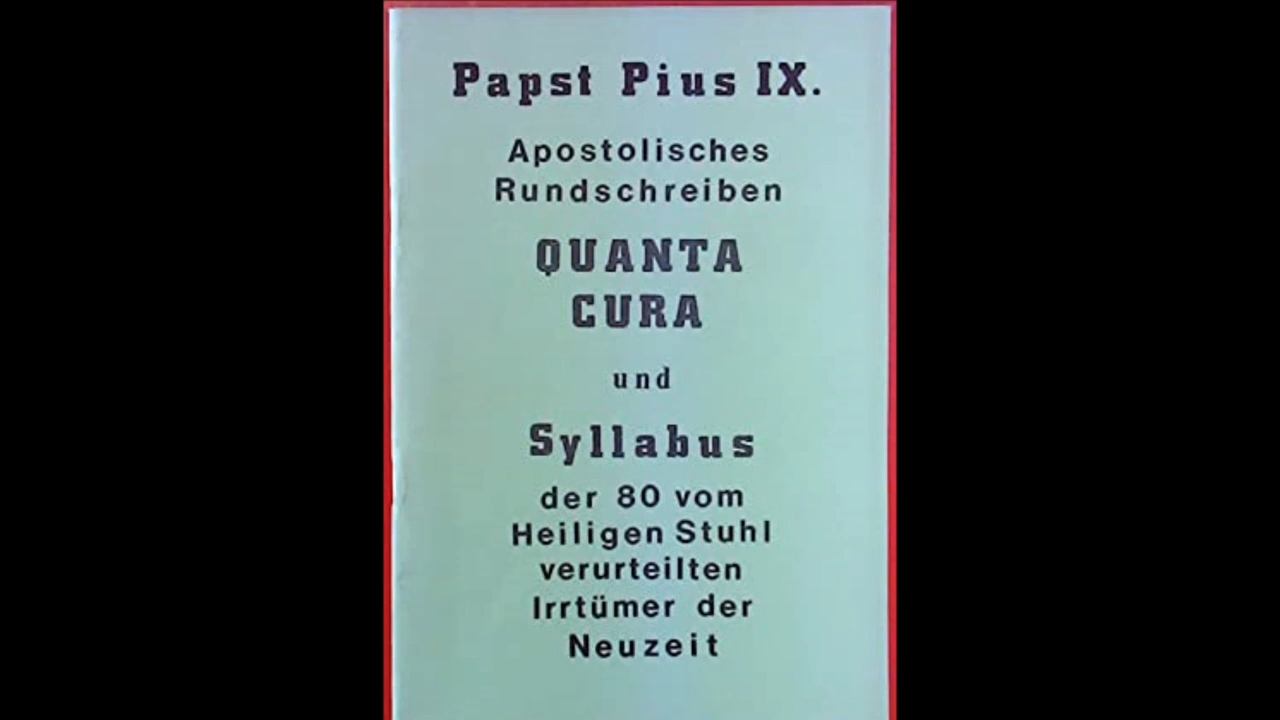 Papst Pius IX.
Apostolisches
Rundschreiben
QUANTA
CURA
und
Syllabus
der 80 vom
Heiligen Stuhl
verurteilten
Irrtümer der
Neuzeit